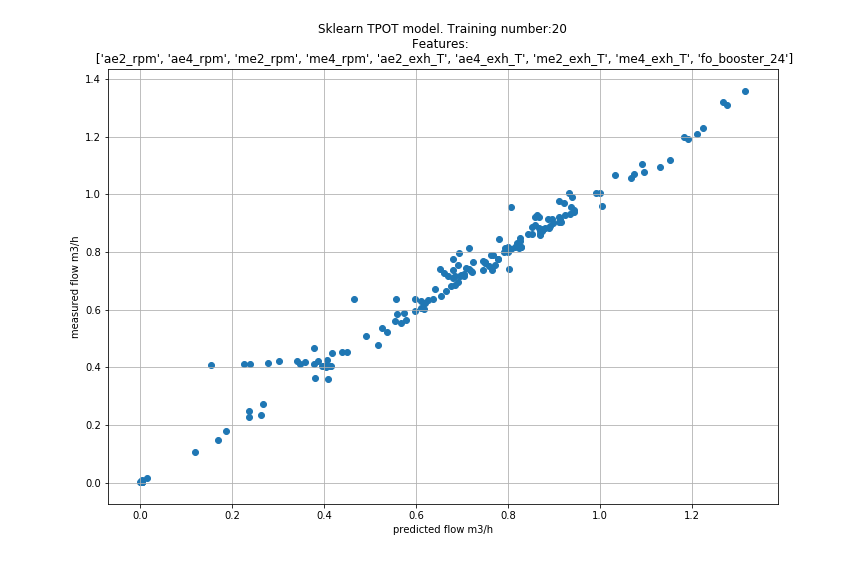 Sklearn TPOT model. Training number:20
Features:
['ae2_rpm', 'ae4_rpm', 'me2_rpm', 'me4_rpm', 'ae2_exh_T', 'ae4_exh_T', 'me2_exh_T', 'me4_exh_T', 'fo_booster_24']
1.4
1.2
1.0
0.8
0.6
0.4
0.2
0.0
measured flow m3/h
0.0 0.2 0.4 0.6 0.8 1.0 1.2
predicted flow m3/h